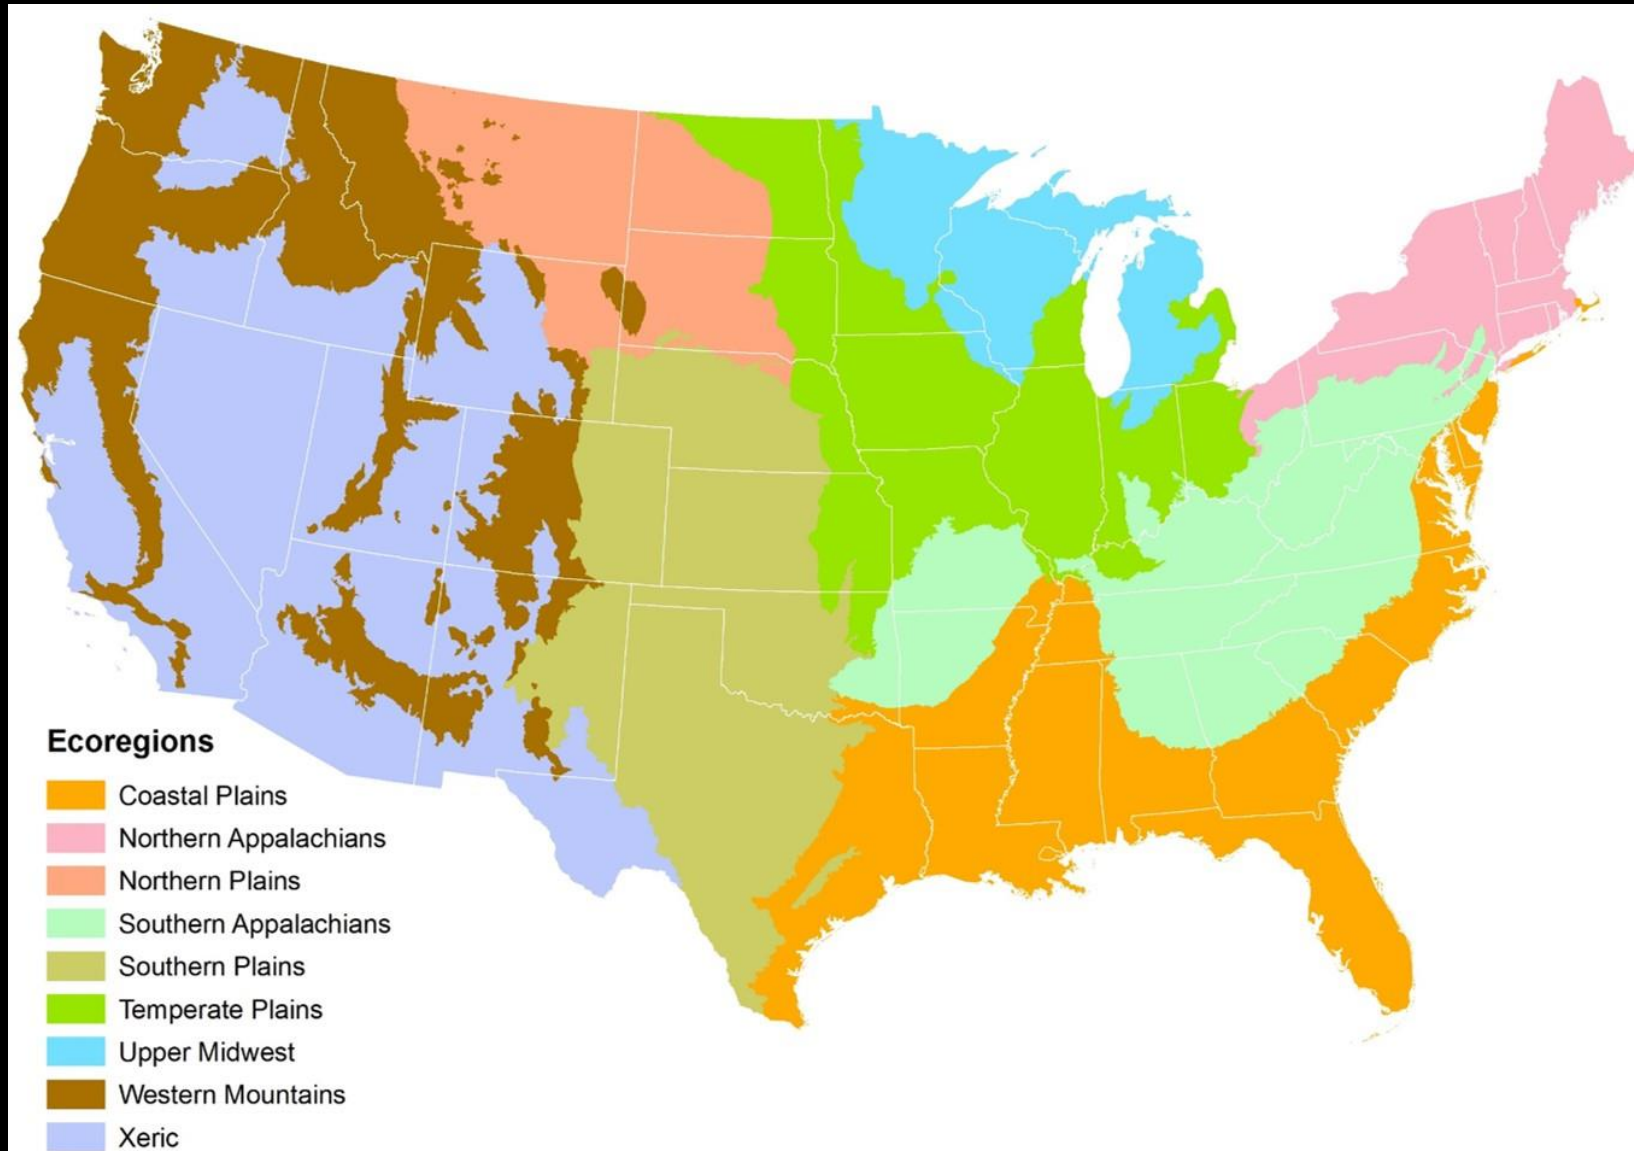 Ecoregions
Coastal Plains
Northern Appalachians
Northern Plains
Southern Appalachians
Southern Plains
Temperate Plains
Upper Midwest
Western Mountains
Xeric